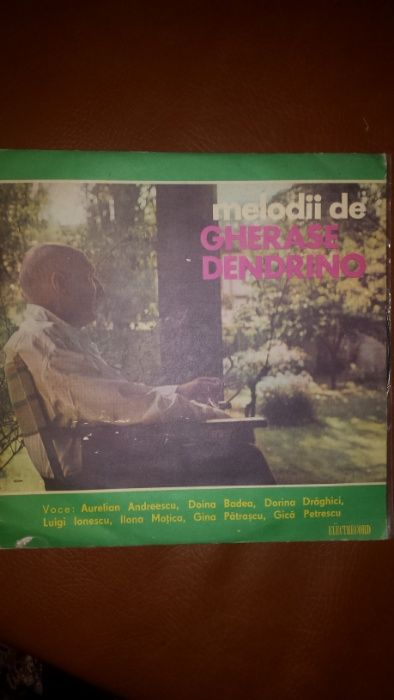 melodii de
GHERASE
DENDRINO
Voce: Aurelian Andreescu, Doina Badea, Dorina Drăghici,
Luigi Ionescu, Ilona Moțica, Gina Pătrașcu, Gică Petrescu
ELECTRECORD